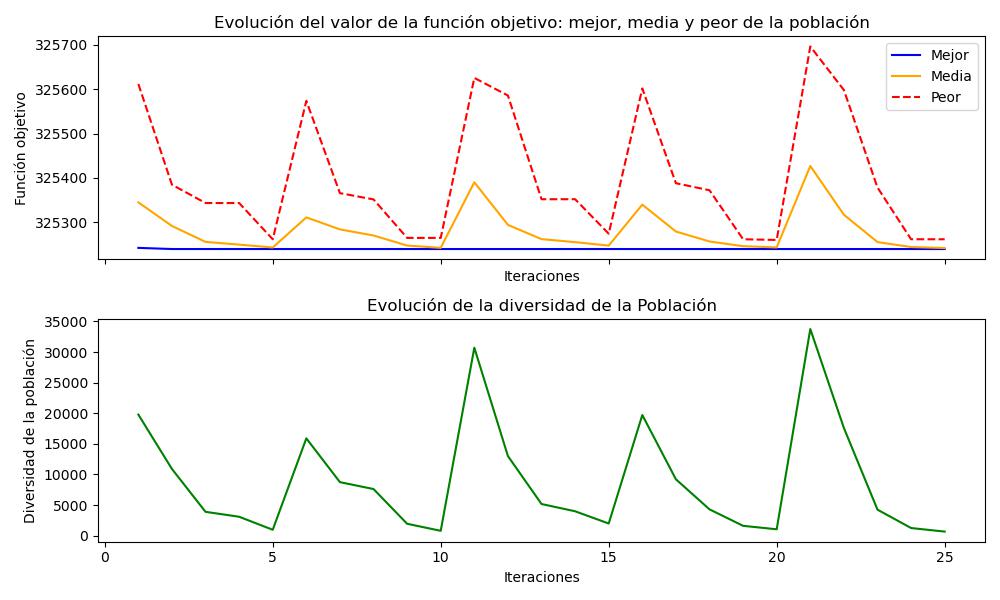 Evolución del valor de la función objetivo: mejor, media y peor de la población
325700
325600
325500
325400
325300
Función objetivo
Mejor
Media
Peor
Iteraciones
Evolución de la diversidad de la Población
35000
30000
25000
20000
15000
10000
5000
0
Diversidad de la población
0 5 10 15 20 25
Iteraciones